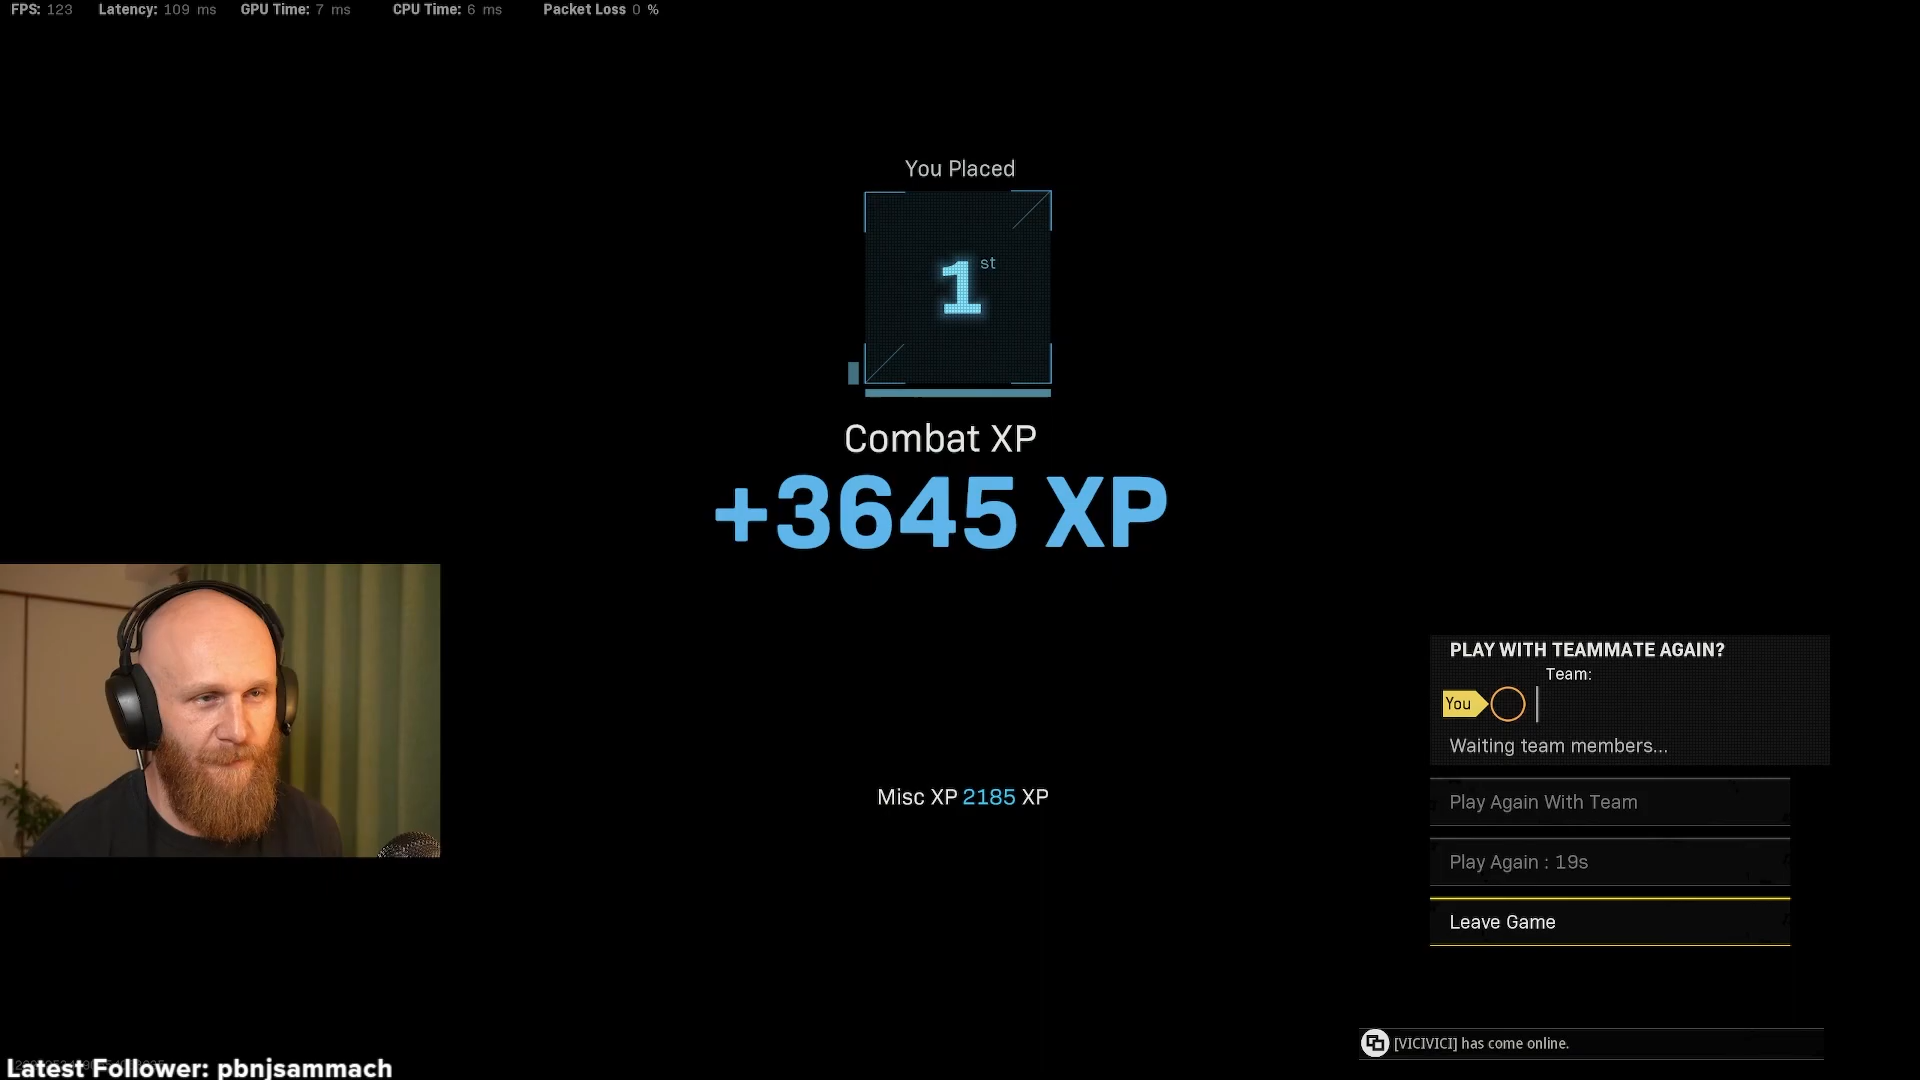 FPS: 123 Latency: 109 ms GPU Time: 7 ms CPU Time: 6 ms Packet Loss 0 %
You Placed
1st
Combat XP
+3645 XP
Misc XP 2185 XP
PLAY WITH TEAMMATE AGAIN?
Team:
You
Waiting team members...
Play Again With Team
Play Again : 19s
Leave Game
[VICIVICI] has come online.
Latest Follower: pbnjsammach